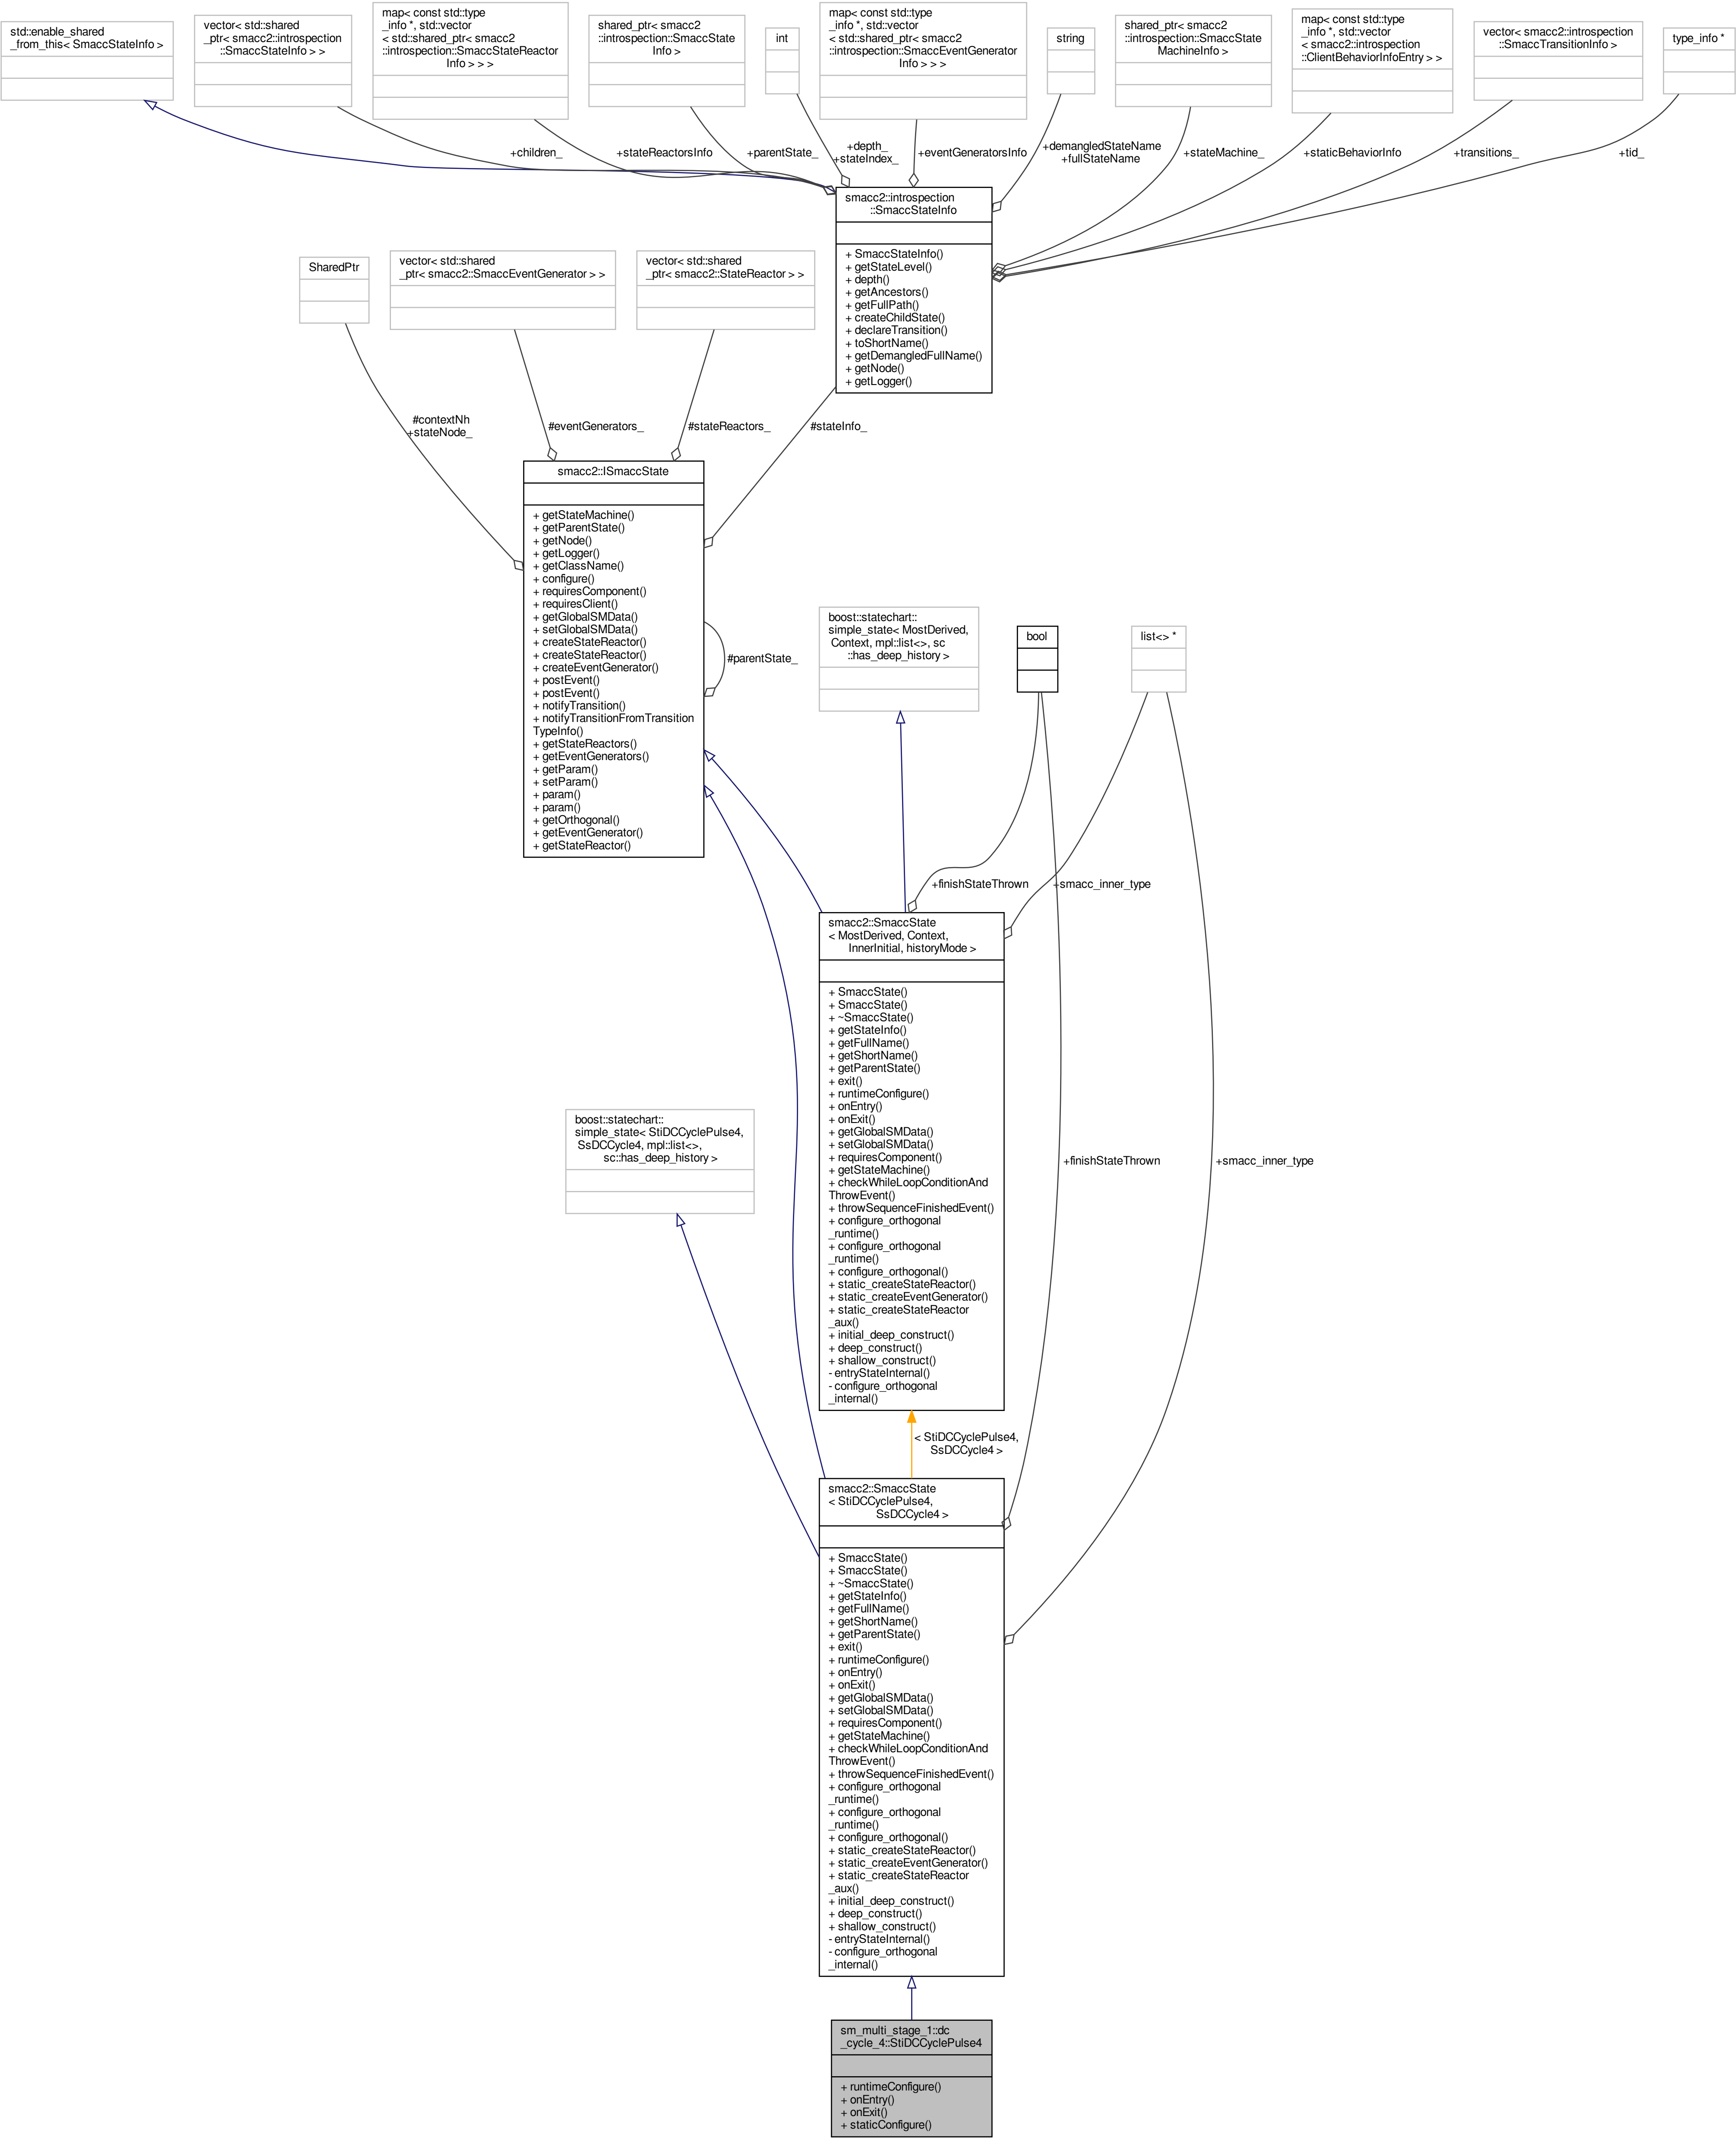 std::enable_shared
_from_this< SmaccStateInfo >
vector< std::shared
_ptr< smacc2::introspection
::SmaccStateInfo > >
map< const std::type
_info *, std::vector
< std::shared_ptr< smacc2
::introspection::SmaccStateReactor
Info > > >
shared_ptr< smacc2
::introspection::SmaccState
Info >
int
map< const std::type
_info *, std::vector
< std::shared_ptr< smacc2
::introspection::SmaccEventGenerator
Info > > >
string
shared_ptr< smacc2
::introspection::SmaccState
MachineInfo >
map< const std::type
_info *, std::vector
< smacc2::introspection
::ClientBehaviorInfoEntry > >
vector< smacc2::introspection
::SmaccTransitionInfo >
type_info *
+children_
+stateReactorsInfo
+parentState_
+depth_
+stateIndex_
+eventGeneratorsInfo
+demangledStateName
+fullStateName
+stateMachine_
+staticBehaviorInfo
+transitions_
+tid_
smacc2::introspection
::SmaccStateInfo
+ SmaccStateInfo()
+ getStateLevel()
+ depth()
+ getAncestors()
+ getFullPath()
+ createChildState()
+ declareTransition()
+ toShortName()
+ getDemangledFullName()
+ getNode()
+ getLogger()
SharedPtr
vector< std::shared
_ptr< smacc2::SmaccEventGenerator > >
vector< std::shared
_ptr< smacc2::StateReactor > >
#contextNh
+stateNode_
#eventGenerators_
#stateReactors_
#stateInfo_
smacc2::ISmaccState
+ getStateMachine()
+ getParentState()
+ getNode()
+ getLogger()
+ getClassName()
+ configure()
+ requiresComponent()
+ requiresClient()
+ getGlobalSMData()
+ setGlobalSMData()
+ createStateReactor()
+ createStateReactor()
+ createEventGenerator()
+ postEvent()
+ postEvent()
+ notifyTransition()
+ notifyTransitionFromTransition
TypeInfo()
+ getStateReactors()
+ getEventGenerators()
+ getParam()
+ setParam()
+ param()
+ param()
+ getOrthogonal()
+ getEventGenerator()
+ getStateReactor()
#parentState_
boost::statechart::
simple_state< MostDerived,
Context, mpl::list<>, sc
::has_deep_history >
bool
list<> *
+finishStateThrown
+smacc_inner_type
smacc2::SmaccState
< MostDerived, Context,
InnerInitial, historyMode >
+ SmaccState()
+ SmaccState()
+ ~SmaccState()
+ getStateInfo()
+ getFullName()
+ getShortName()
+ getParentState()
+ exit()
+ runtimeConfigure()
+ onEntry()
+ onExit()
+ getGlobalSMData()
+ setGlobalSMData()
+ requiresComponent()
+ getStateMachine()
+ checkWhileLoopConditionAnd
ThrowEvent()
+ throwSequenceFinishedEvent()
+ configure_orthogonal
_runtime()
+ configure_orthogonal
_runtime()
+ configure_orthogonal()
+ static_createStateReactor()
+ static_createEventGenerator()
+ static_createStateReactor
_aux()
+ initial_deep_construct()
+ deep_construct()
+ shallow_construct()
- entryStateInternal()
- configure_orthogonal
_internal()
boost::statechart::
simple_state< StiDCCyclePulse4,
SsDCCycle4, mpl::list<>,
sc::has_deep_history >
+finishStateThrown
+smacc_inner_type
< StiDCCyclePulse4,
SsDCCycle4 >
smacc2::SmaccState
< StiDCCyclePulse4,
SsDCCycle4 >
+ SmaccState()
+ SmaccState()
+ ~SmaccState()
+ getStateInfo()
+ getFullName()
+ getShortName()
+ getParentState()
+ exit()
+ runtimeConfigure()
+ onEntry()
+ onExit()
+ getGlobalSMData()
+ setGlobalSMData()
+ requiresComponent()
+ getStateMachine()
+ checkWhileLoopConditionAnd
ThrowEvent()
+ throwSequenceFinishedEvent()
+ configure_orthogonal
_runtime()
+ configure_orthogonal
_runtime()
+ configure_orthogonal()
+ static_createStateReactor()
+ static_createEventGenerator()
+ static_createStateReactor
_aux()
+ initial_deep_construct()
+ deep_construct()
+ shallow_construct()
- entryStateInternal()
- configure_orthogonal
_internal()
sm_multi_stage_1::dc
_cycle_4::StiDCCyclePulse4
+ runtimeConfigure()
+ onEntry()
+ onExit()
+ staticConfigure()